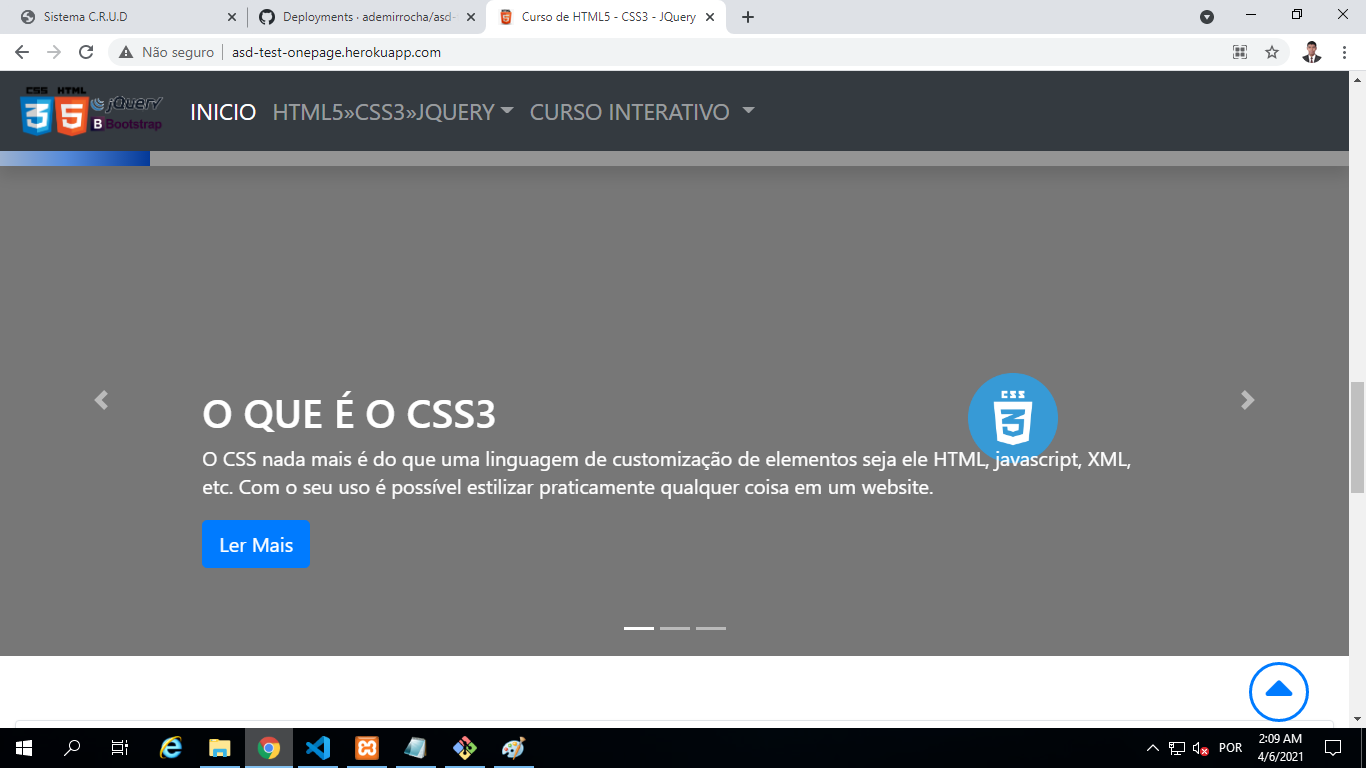 Sistema C.R.U.D
Deployments · ademirrocha/asd-
Curso de HTML5 - CSS3 - JQuery
Não seguro
asd-test-onepage.herokuapp.com
CSS HTML
3 5 jQuery
B Bootstrap
INICIO HTML5»CSS3»JQUERY CURSO INTERATIVO
CSS
3
O QUE É O CSS3
O CSS nada mais é do que uma linguagem de customização de elementos seja ele HTML, javascript, XML,
etc. Com o seu uso é possível estilizar praticamente qualquer coisa em um website.
Ler Mais
POR
2:09 AM
4/6/2021